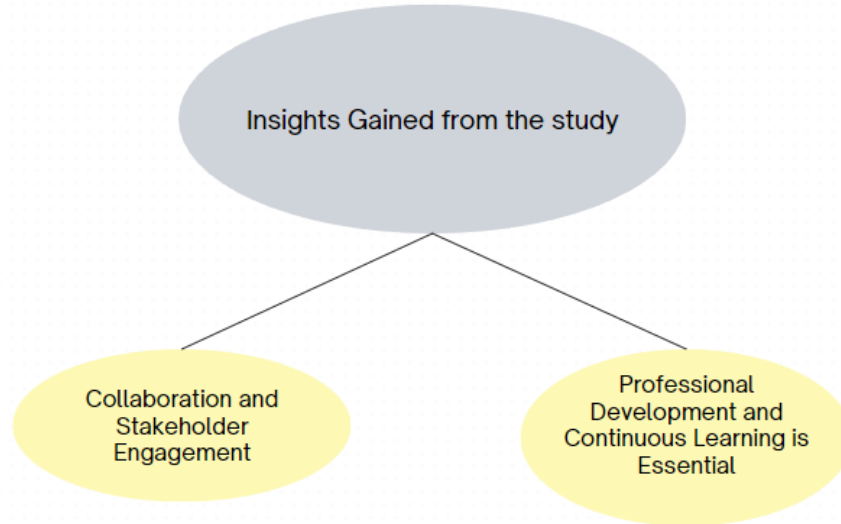 Insights Gained from the study
Collaboration and
Stakeholder
Engagement
Professional
Development and
Continuous Learning is
Essential